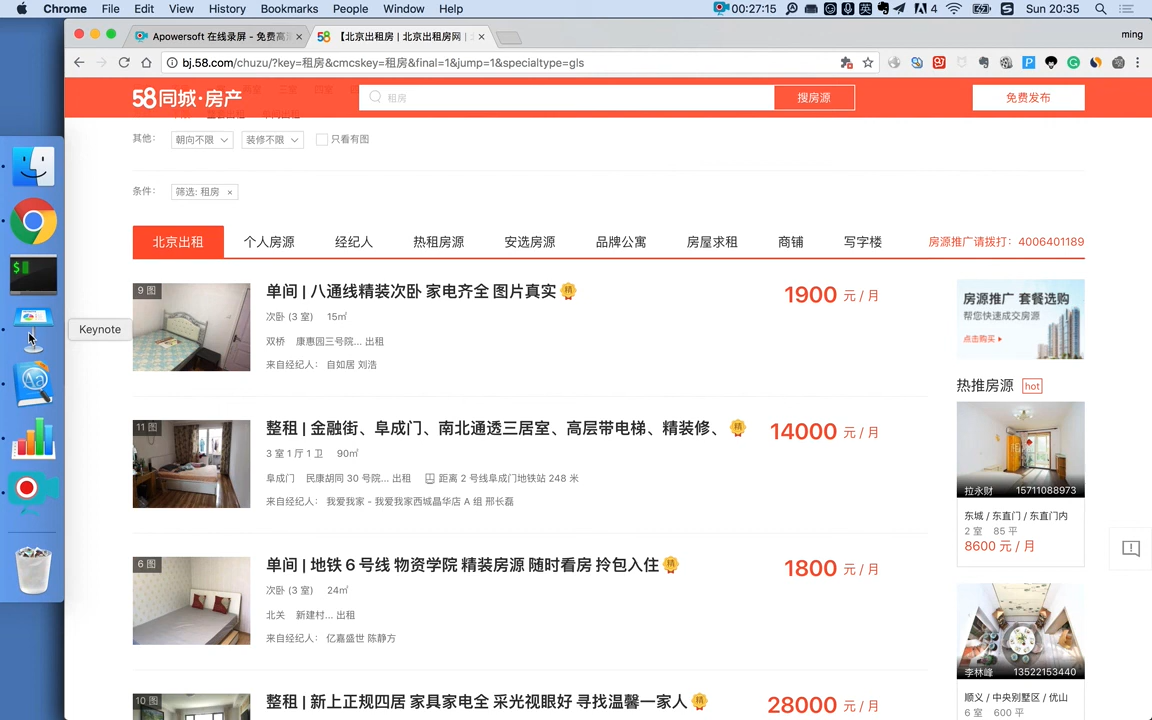 Chrome File Edit View History Bookmarks People Window Help 00:27:15 英 4 Sun 20:35
Apowersoft 在线录屏 - 免费高 × 58 【北京出租房 | 北京出租房网 | ×
ming
bj.58.com/chuzu/?key=租房&cmcskey=租房&final=1&jump=1&specialtype=gls
58同城·房产
租房
搜房源
免费发布
其他: 朝向不限 装修不限 只看有图
条件: 筛选: 租房 ×
北京出租 个人房源 经纪人 热租房源 安选房源 品牌公寓 房屋求租 商铺 写字楼 房源推广请拨打: 4006401189
9 图
单间 | 八通线精装次卧 家电齐全 图片真实 精
次卧 (3 室) 15㎡
双桥 康惠园三号院... 出租
来自经纪人: 自如居 刘浩
1900 元 / 月
11 图
整租 | 金融街、阜成门、南北通透三居室、高层带电梯、精装修、 精
3 室 1 厅 1 卫 90㎡
阜成门 民康胡同 30 号院... 出租 距离 2 号线阜成门地铁站 248 米
来自经纪人: 我爱我家 - 我爱我家西城晶华店 A 组 邢长磊
14000 元 / 月
6 图
单间 | 地铁 6 号线 物资学院 精装房源 随时看房 拎包入住 精
次卧 (3 室) 24㎡
北关 新建村... 出租
来自经纪人: 亿嘉盛世 陈静方
1800 元 / 月
10 图
整租 | 新上正规四居 家具家电全 采光视眼好 寻找温馨一家人 精
28000 元 / 月
房源推广 套餐选购
帮您快速成交房源
点击购买
热推房源 hot
拉永财 15711088973
东城 / 东直门 / 东直门内
2 室 85 平
8600 元 / 月
李林峰 13522153440
顺义 / 中央别墅区 / 优山
6 室 600 平
Keynote